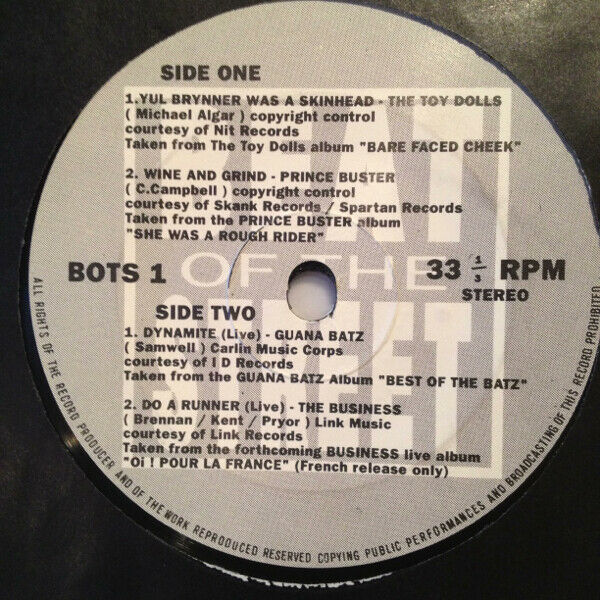 SIDE ONE
1.YUL BRYNNER WAS A SKINHEAD - THE TOY DOLLS
( Michael Algar ) copyright control
courtesy of Nit Records
Taken from The Toy Dolls album "BARE FACED CHEEK"
2. WINE AND GRIND - PRINCE BUSTER
( C.Campbell ) copyright control
courtesy of Skank Records / Spartan Records
Taken from the PRINCE BUSTER album
"SHE WAS A ROUGH RIDER"
BEAT
OF THE
STREET
BOTS 1
33 1/3 RPM
STEREO
SIDE TWO
1. DYNAMITE (Live) - GUANA BATZ
( Samwell ) Carlin Music Corps
courtesy of I D Records
Taken from the GUANA BATZ Album "BEST OF THE BATZ"
2. DO A RUNNER (Live) - THE BUSINESS
( Brennan / Kent / Pryor ) Link Music
courtesy of Link Records
Taken from the forthcoming BUSINESS live album
"Oi ! POUR LA FRANCE" (French release only)
ALL RIGHTS OF THE RECORD PRODUCER AND OF THE WORK REPRODUCED RESERVED COPYING PUBLIC PERFORMANCES AND BROADCASTING OF THIS RECORD PROHIBITED